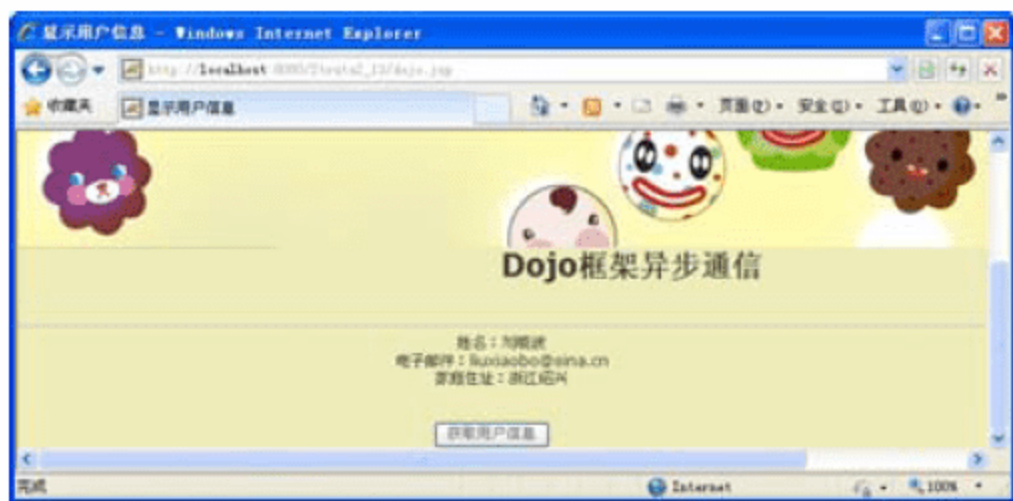 显示用户信息 - Windows Internet Explorer
http://localhost:8080/
收藏夹 显示用户信息 页面(P) 安全(S) 工具(O)
Dojo框架异步通信
姓名：刘晓波
电子邮件：liuxiaobo@sina.cn
家庭住址：浙江绍兴
获取用户信息
完成 Internet 100%